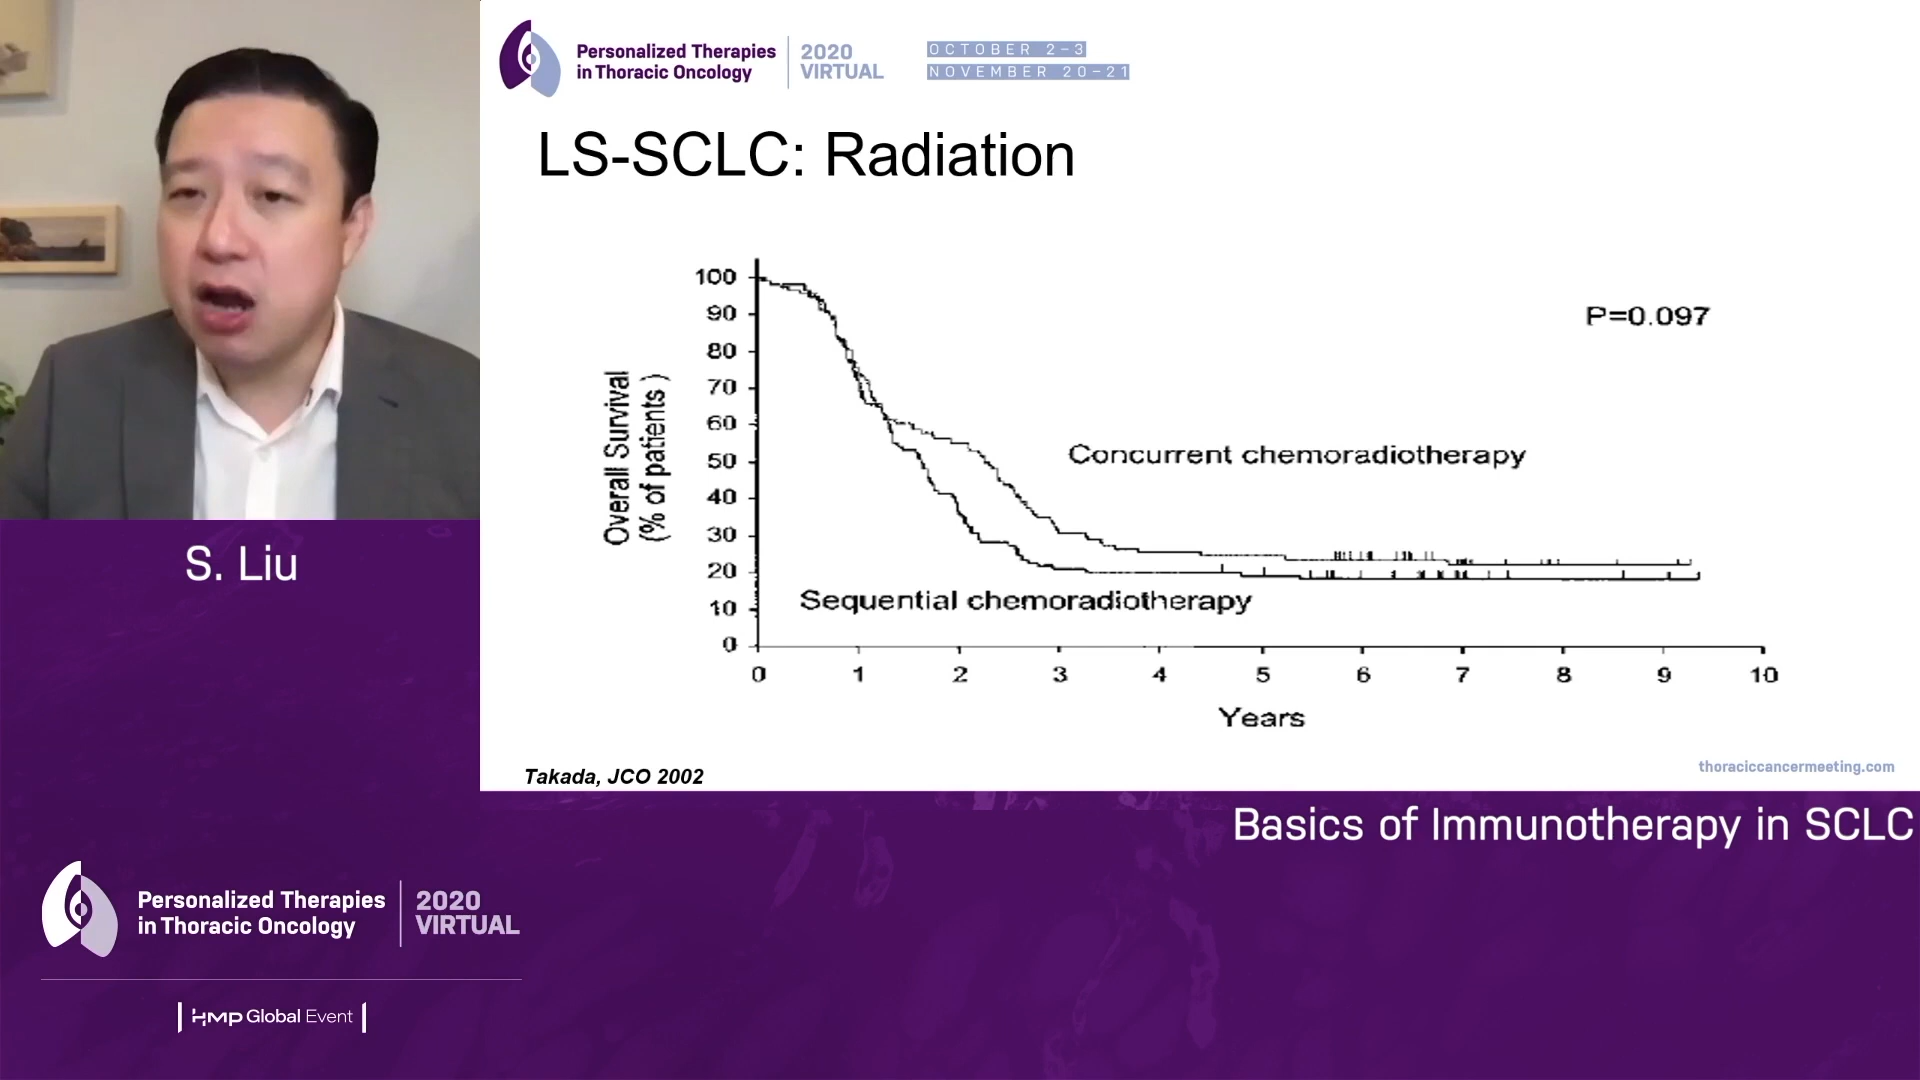 Personalized Therapies
in Thoracic Oncology
2020
VIRTUAL
OCTOBER 2-3
NOVEMBER 20-21
LS-SCLC: Radiation
100
90
80
70
60
50
40
30
20
10
0
Overall Survival
(% of patients )
P=0.097
Concurrent chemoradiotherapy
Sequential chemoradiotherapy
0 1 2 3 4 5 6 7 8 9 10
Years
Takada, JCO 2002
thoraciccancermeeting.com
S. Liu
Basics of Immunotherapy in SCLC
Personalized Therapies
in Thoracic Oncology
2020
VIRTUAL
HMP Global Event